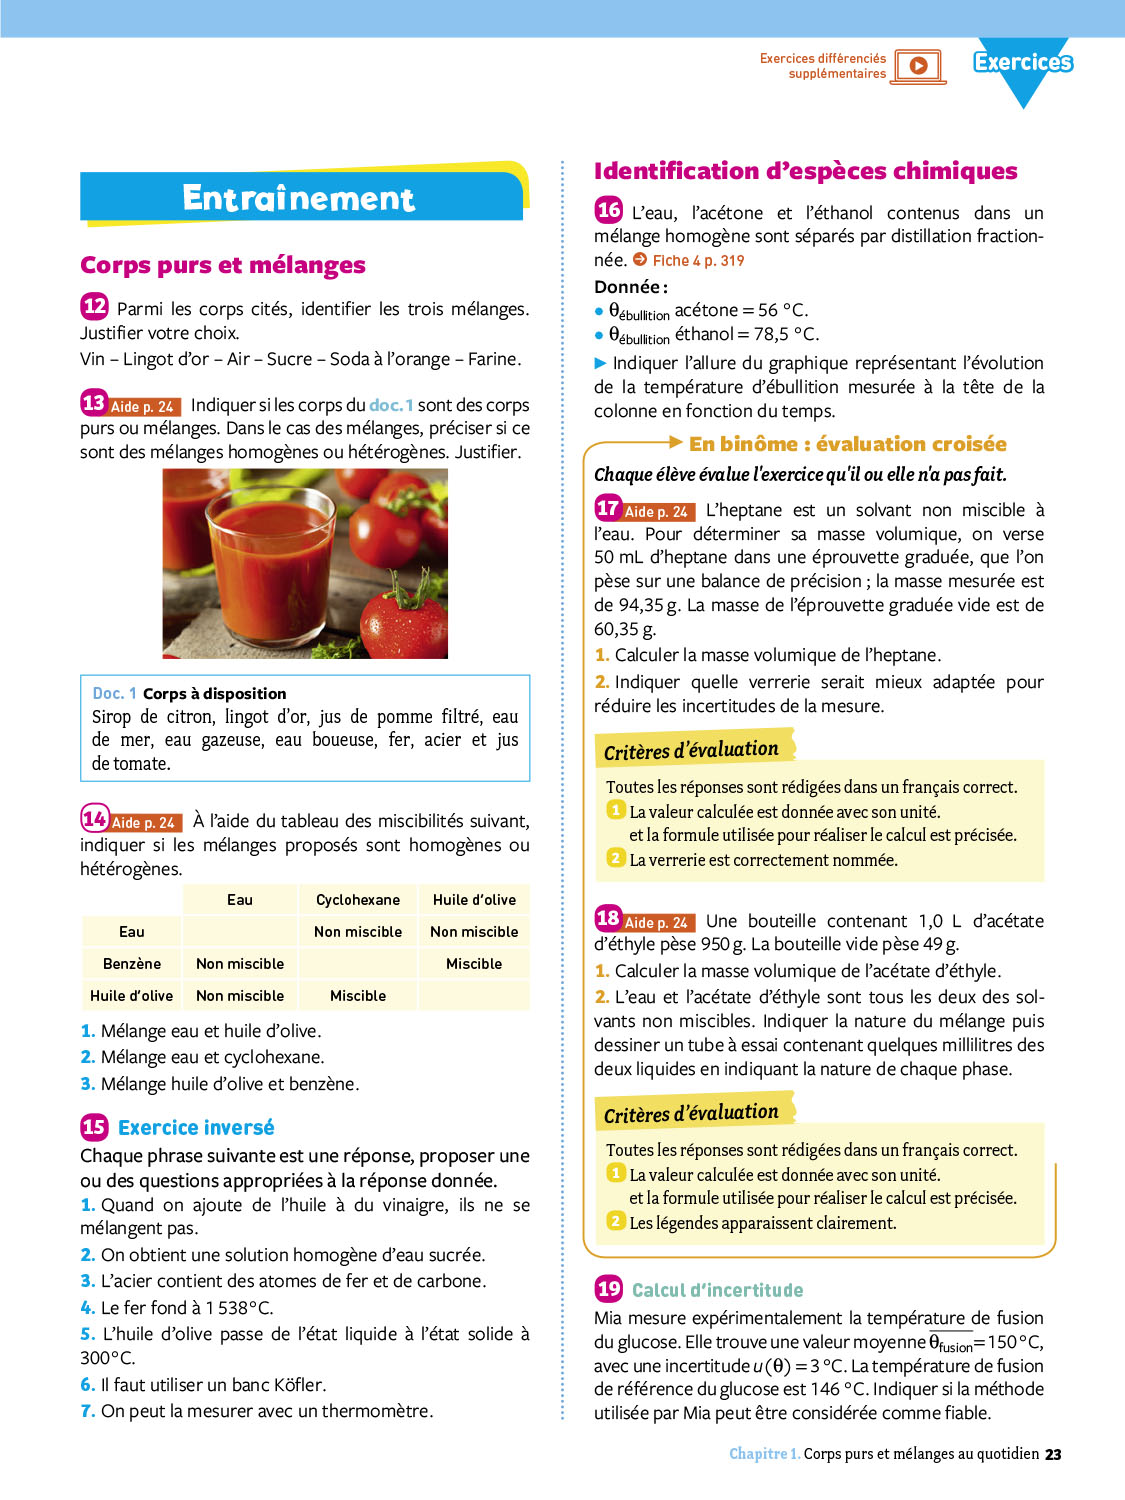 Exercices différenciés
supplémentaires
Exercices
Entraînement
Corps purs et mélanges
12 Parmi les corps cités, identifier les trois mélanges.
Justifier votre choix.
Vin – Lingot d’or – Air – Sucre – Soda à l’orange – Farine.
13 Aide p. 24 Indiquer si les corps du doc. 1 sont des corps
purs ou mélanges. Dans le cas des mélanges, préciser si ce
sont des mélanges homogènes ou hétérogènes. Justifier.
Doc. 1 Corps à disposition
Sirop de citron, lingot d’or, jus de pomme filtré, eau
de mer, eau gazeuse, eau boueuse, fer, acier et jus
de tomate.
14 Aide p. 24 À l’aide du tableau des miscibilités suivant,
indiquer si les mélanges proposés sont homogènes ou
hétérogènes.
Eau Cyclohexane Huile d’olive
Eau Non miscible Non miscible
Benzène Non miscible Miscible
Huile d’olive Non miscible Miscible
1. Mélange eau et huile d’olive.
2. Mélange eau et cyclohexane.
3. Mélange huile d’olive et benzène.
15 Exercice inversé
Chaque phrase suivante est une réponse, proposer une
ou des questions appropriées à la réponse donnée.
1. Quand on ajoute de l’huile à du vinaigre, ils ne se
mélangent pas.
2. On obtient une solution homogène d’eau sucrée.
3. L’acier contient des atomes de fer et de carbone.
4. Le fer fond à 1 538°C.
5. L’huile d’olive passe de l’état liquide à l’état solide à
300°C.
6. Il faut utiliser un banc Köfler.
7. On peut la mesurer avec un thermomètre.
Identification d’espèces chimiques
16 L’eau, l’acétone et l’éthanol contenus dans un
mélange homogène sont séparés par distillation fraction-
née. Fiche 4 p. 319
Donnée :
• θébullition acétone = 56 °C.
• θébullition éthanol = 78,5 °C.
► Indiquer l’allure du graphique représentant l’évolution
de la température d’ébullition mesurée à la tête de la
colonne en fonction du temps.
En binôme : évaluation croisée
Chaque élève évalue l'exercice qu'il ou elle n'a pas fait.
17 Aide p. 24 L’heptane est un solvant non miscible à
l’eau. Pour déterminer sa masse volumique, on verse
50 mL d’heptane dans une éprouvette graduée, que l’on
pèse sur une balance de précision ; la masse mesurée est
de 94,35 g. La masse de l’éprouvette graduée vide est de
60,35 g.
1. Calculer la masse volumique de l’heptane.
2. Indiquer quelle verrerie serait mieux adaptée pour
réduire les incertitudes de la mesure.
Critères d’évaluation
Toutes les réponses sont rédigées dans un français correct.
1 La valeur calculée est donnée avec son unité.
et la formule utilisée pour réaliser le calcul est précisée.
2 La verrerie est correctement nommée.
18 Aide p. 24 Une bouteille contenant 1,0 L d’acétate
d’éthyle pèse 950 g. La bouteille vide pèse 49 g.
1. Calculer la masse volumique de l’acétate d’éthyle.
2. L’eau et l’acétate d’éthyle sont tous les deux des sol-
vants non miscibles. Indiquer la nature du mélange puis
dessiner un tube à essai contenant quelques millilitres des
deux liquides en indiquant la nature de chaque phase.
Critères d’évaluation
Toutes les réponses sont rédigées dans un français correct.
1 La valeur calculée est donnée avec son unité.
et la formule utilisée pour réaliser le calcul est précisée.
2 Les légendes apparaissent clairement.
19 Calcul d’incertitude
Mia mesure expérimentalement la température de fusion
du glucose. Elle trouve une valeur moyenne θfusion = 150 °C,
avec une incertitude u(θ) = 3 °C. La température de fusion
de référence du glucose est 146 °C. Indiquer si la méthode
utilisée par Mia peut être considérée comme fiable.
Chapitre 1. Corps purs et mélanges au quotidien 23